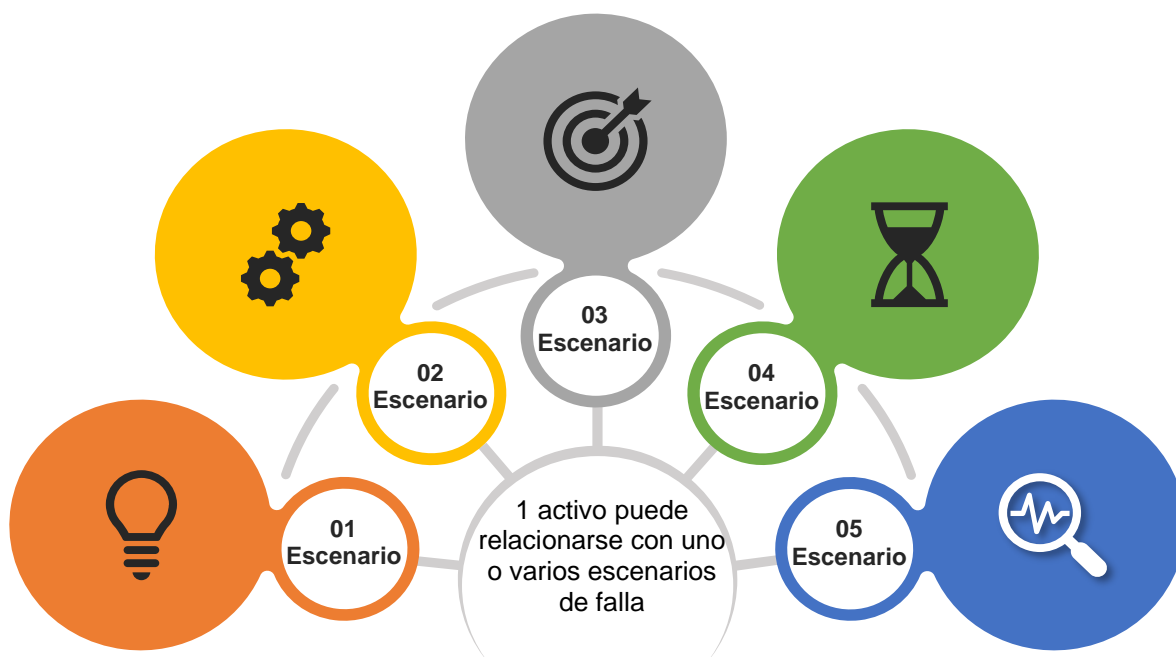 01
Escenario
02
Escenario
03
Escenario
04
Escenario
05
Escenario
1 activo puede
relacionarse con uno
o varios escenarios
de falla